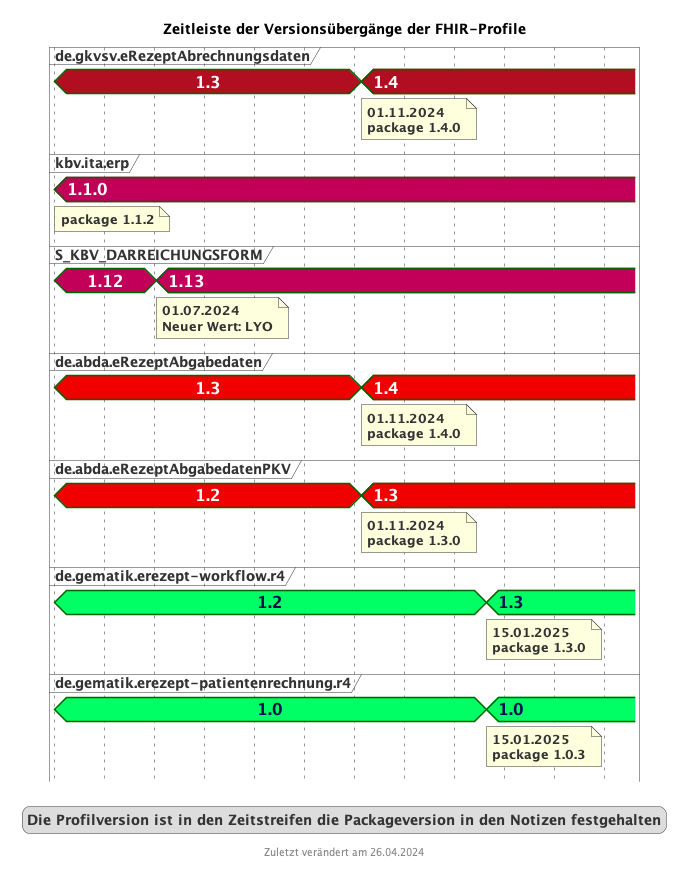 Zeitleiste der Versionsübergänge der FHIR-Profile
de.gkvsv.eRezeptAbrechnungsdaten
1.3
1.4
01.11.2024
package 1.4.0
kbv.ita.erp
1.1.0
package 1.1.2
S_KBV_DARREICHUNGSFORM
1.12
1.13
01.07.2024
Neuer Wert: LYO
de.abda.eRezeptAbgabedaten
1.3
1.4
01.11.2024
package 1.4.0
de.abda.eRezeptAbgabedatenPKV
1.2
1.3
01.11.2024
package 1.3.0
de.gematik.erezept-workflow.r4
1.2
1.3
15.01.2025
package 1.3.0
de.gematik.erezept-patientenrechnung.r4
1.0
1.0
15.01.2025
package 1.0.3
Die Profilversion ist in den Zeitstreifen die Packageversion in den Notizen festgehalten
Zuletzt verändert am 26.04.2024